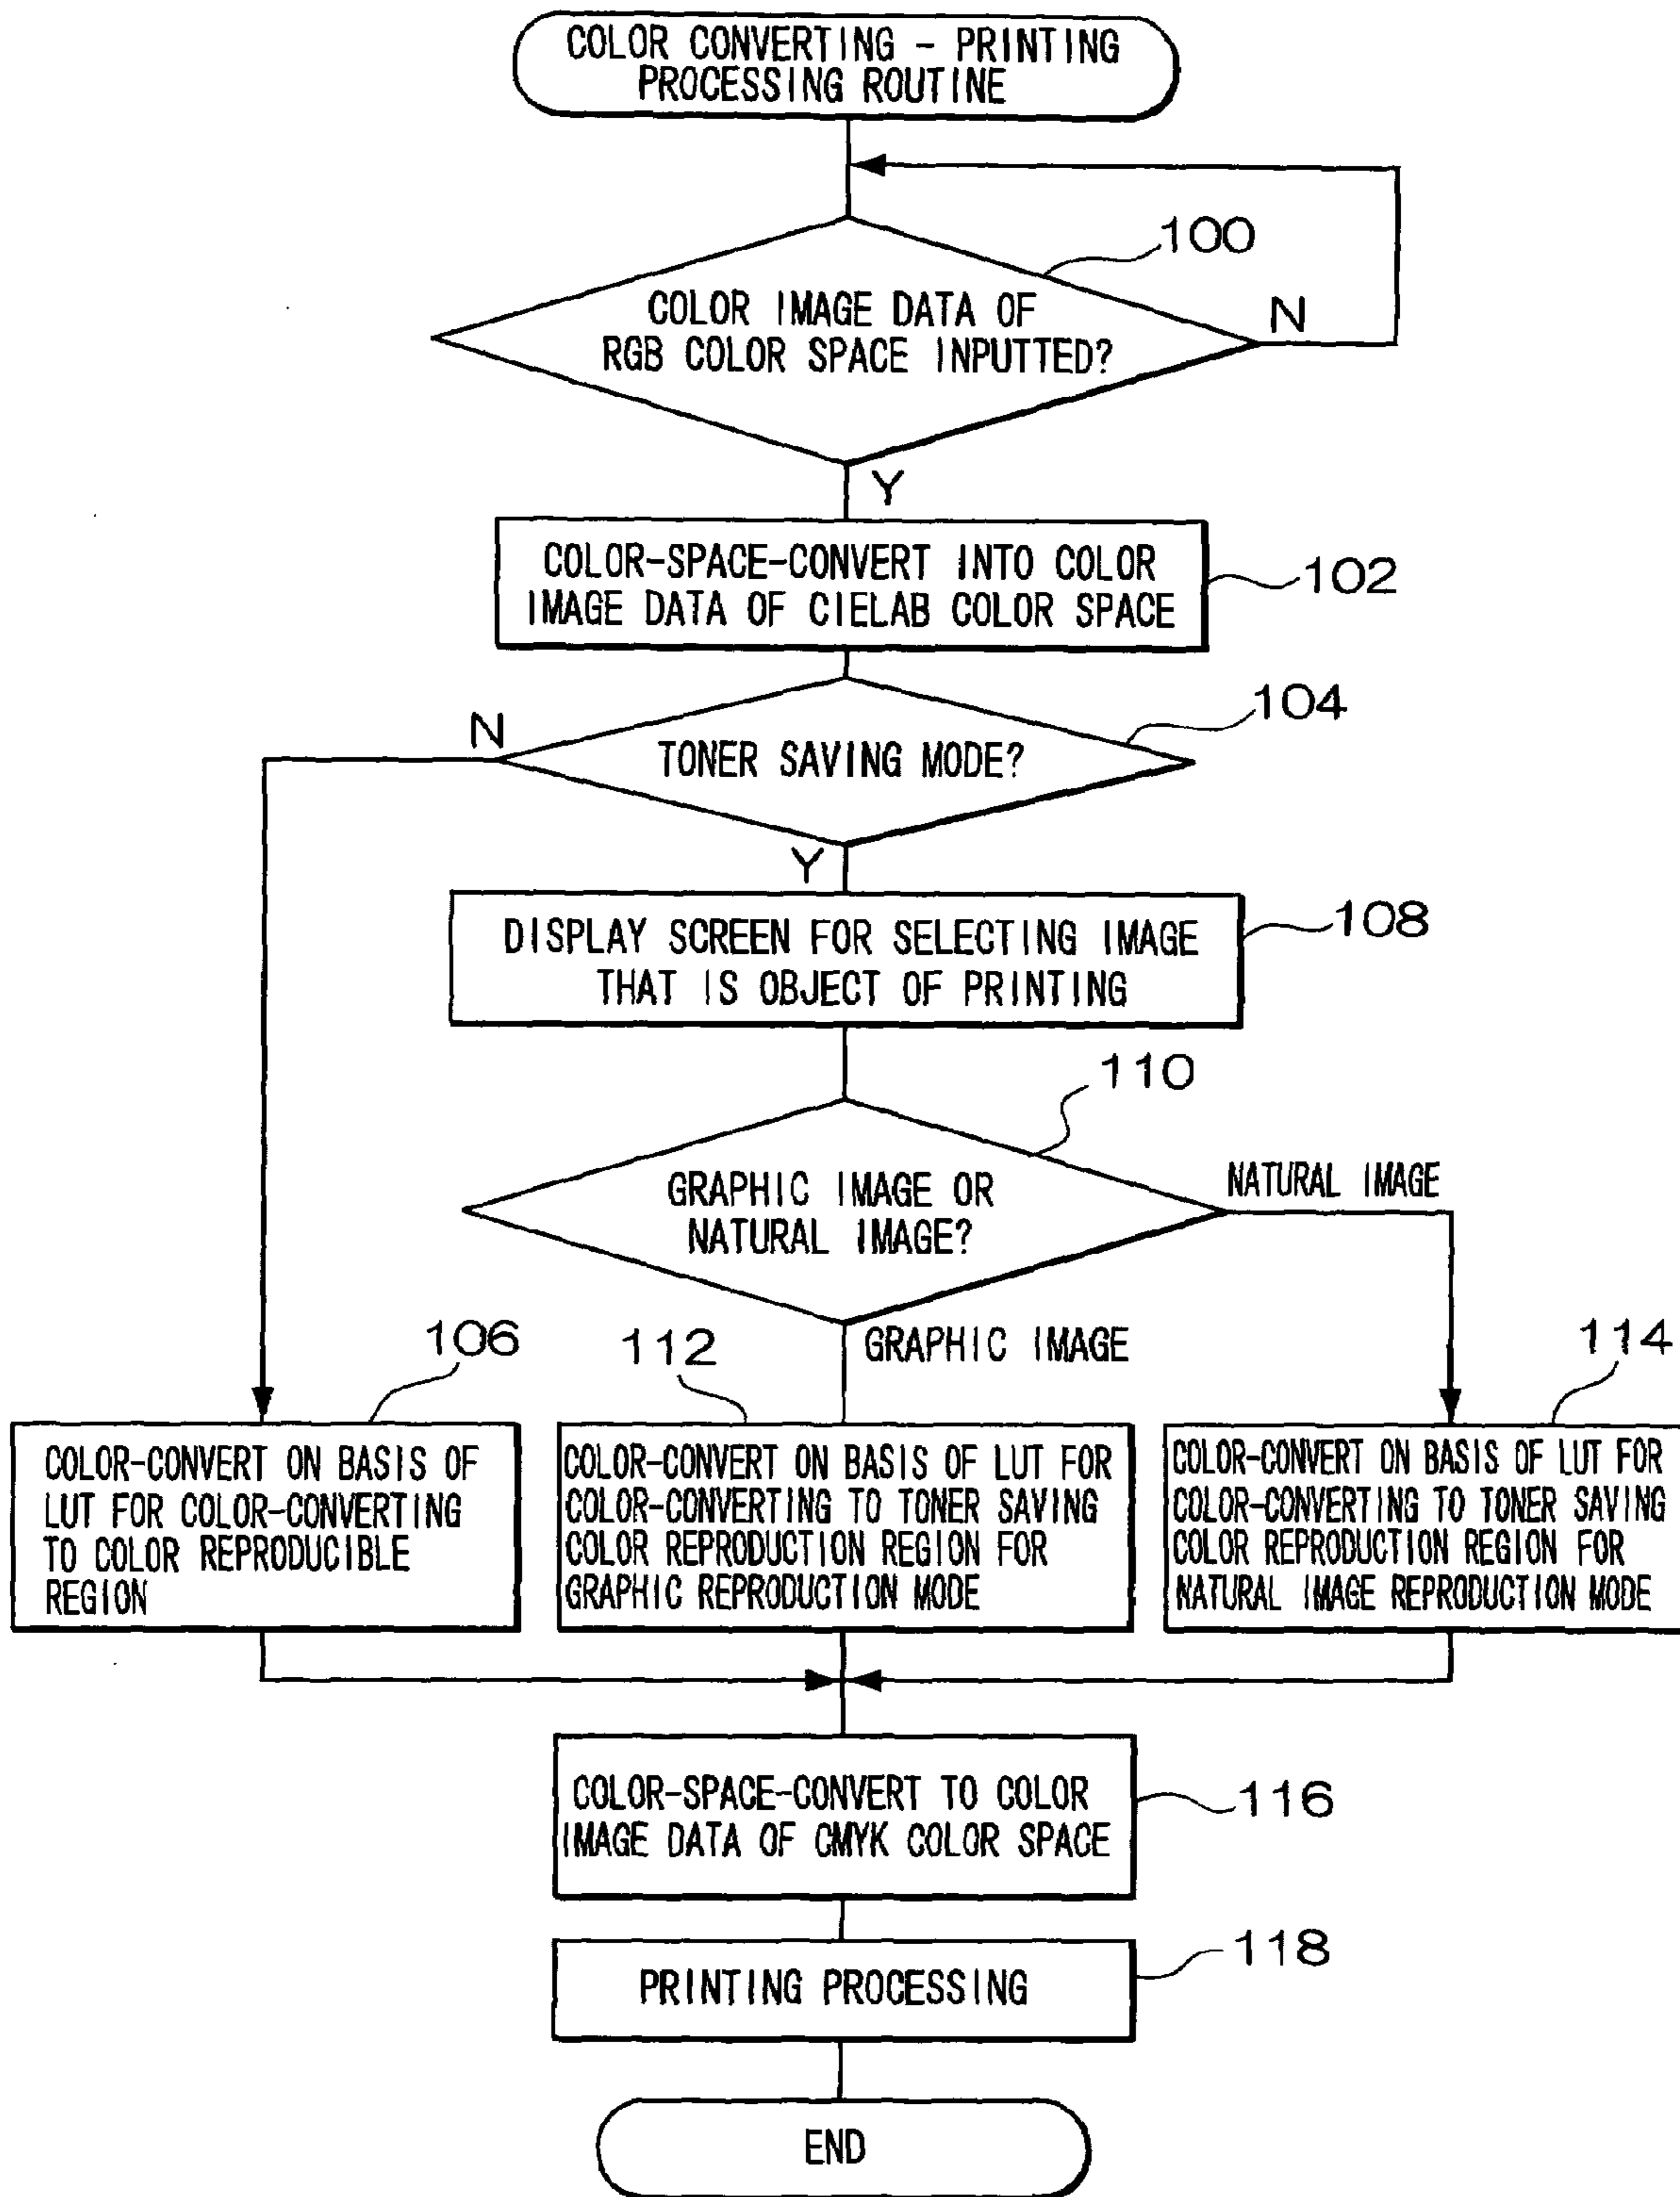 COLOR CONVERTING - PRINTING
PROCESSING ROUTINE
100
COLOR IMAGE DATA OF
RGB COLOR SPACE INPUTTED?
N
Y
COLOR-SPACE-CONVERT INTO COLOR
IMAGE DATA OF CIELAB COLOR SPACE
102
104
N
TONER SAVING MODE?
Y
DISPLAY SCREEN FOR SELECTING IMAGE
THAT IS OBJECT OF PRINTING
108
110
GRAPHIC IMAGE OR
NATURAL IMAGE?
NATURAL IMAGE
GRAPHIC IMAGE
106
COLOR-CONVERT ON BASIS OF
LUT FOR COLOR-CONVERTING
TO COLOR REPRODUCIBLE
REGION
112
COLOR-CONVERT ON BASIS OF LUT FOR
COLOR-CONVERTING TO TONER SAVING
COLOR REPRODUCTION REGION FOR
GRAPHIC REPRODUCTION MODE
114
COLOR-CONVERT ON BASIS OF LUT FOR
COLOR-CONVERTING TO TONER SAVING
COLOR REPRODUCTION REGION FOR
NATURAL IMAGE REPRODUCTION MODE
COLOR-SPACE-CONVERT TO COLOR
IMAGE DATA OF CMYK COLOR SPACE
116
PRINTING PROCESSING
118
END